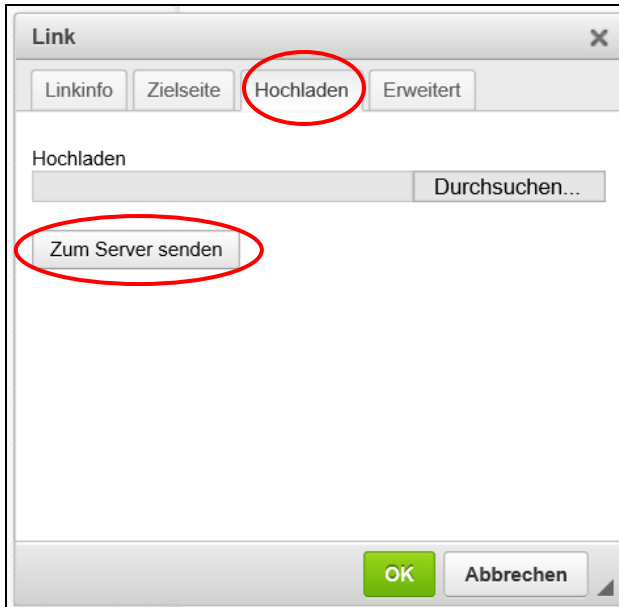 Link
Linkinfo Zielseite Hochladen Erweitert
Hochladen
Durchsuchen...
Zum Server senden
OK Abbrechen